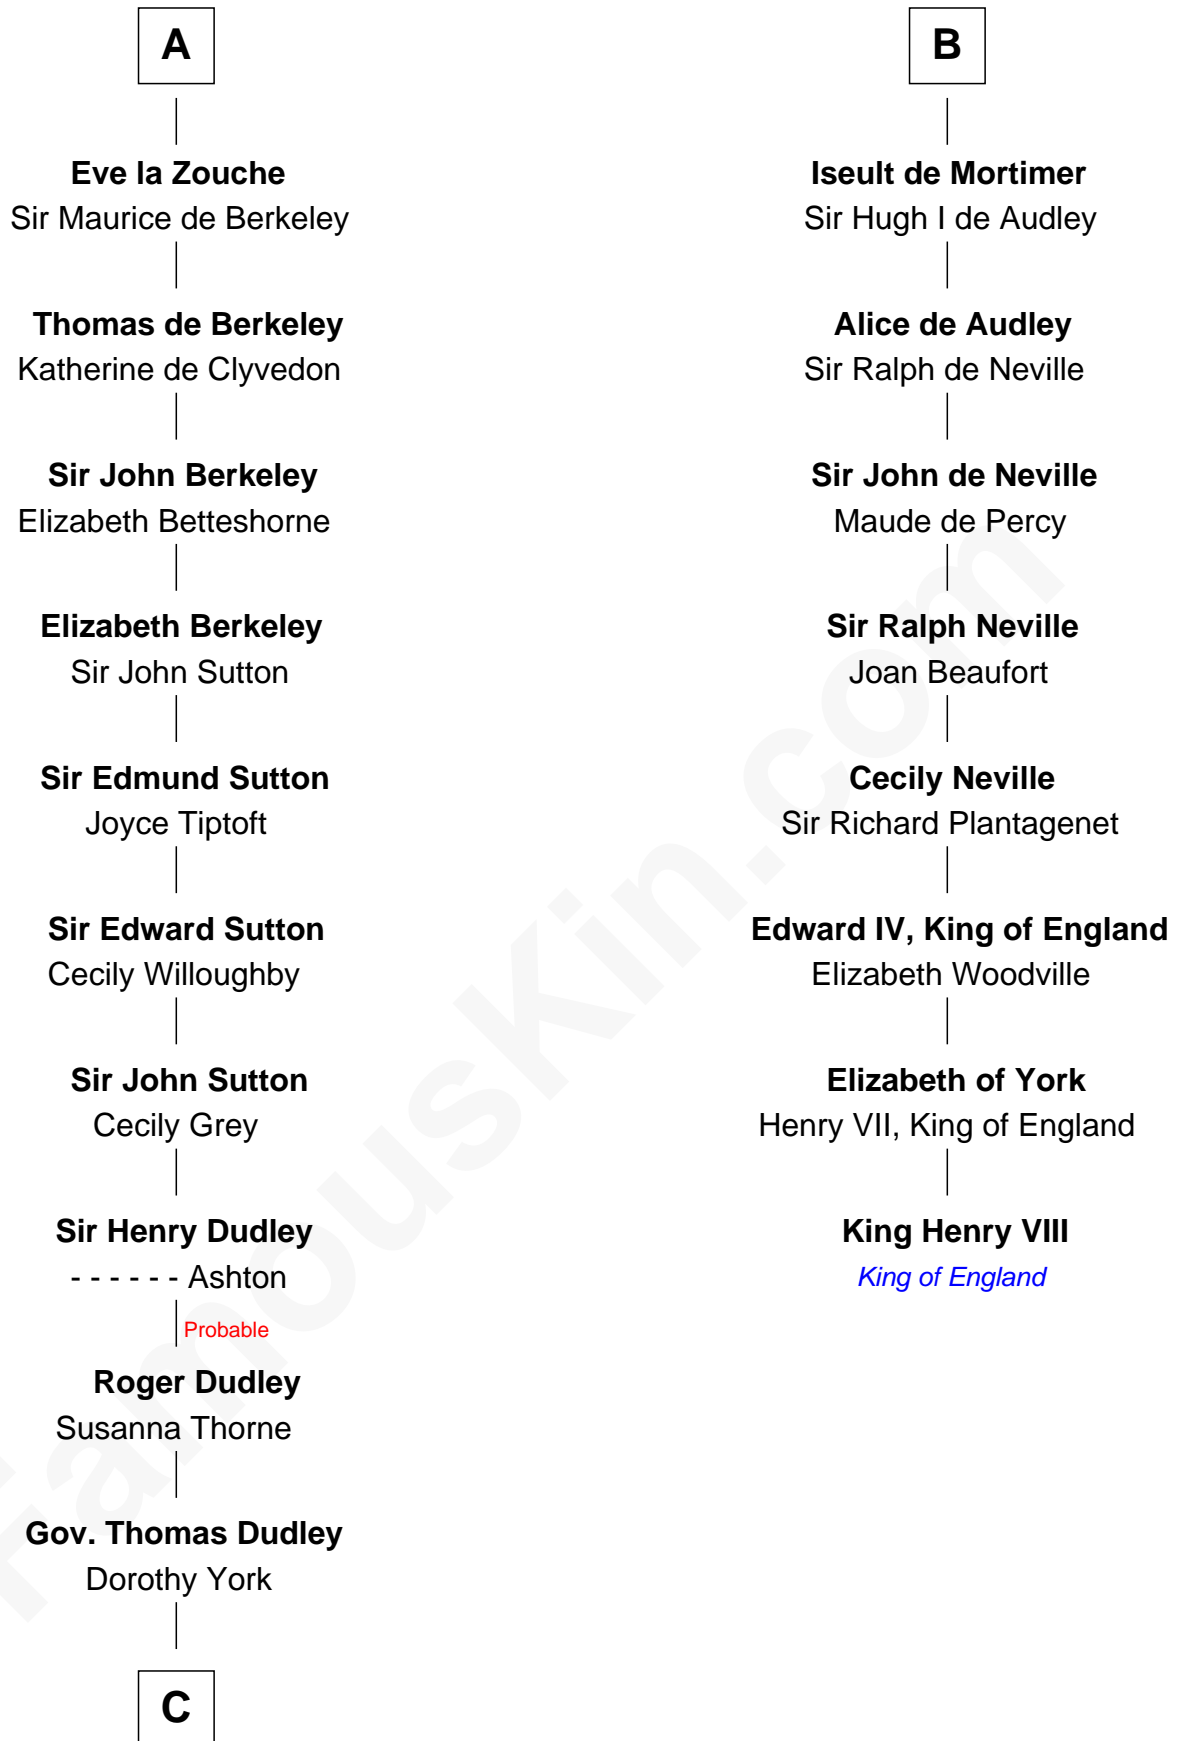 A
Eve la Zouche
Sir Maurice de Berkeley
Thomas de Berkeley
Katherine de Clyvedon
Sir John Berkeley
Elizabeth Betteshorne
Elizabeth Berkeley
Sir John Sutton
Sir Edmund Sutton
Joyce Tiptoft
Sir Edward Sutton
Cecily Willoughby
Sir John Sutton
Cecily Grey
Sir Henry Dudley
- - - - - - Ashton
Probable
Roger Dudley
Susanna Thorne
Gov. Thomas Dudley
Dorothy York
C
B
Iseult de Mortimer
Sir Hugh I de Audley
Alice de Audley
Sir Ralph de Neville
Sir John de Neville
Maude de Percy
Sir Ralph Neville
Joan Beaufort
Cecily Neville
Sir Richard Plantagenet
Edward IV, King of England
Elizabeth Woodville
Elizabeth of York
Henry VII, King of England
King Henry VIII
King of England
FamousKin.com